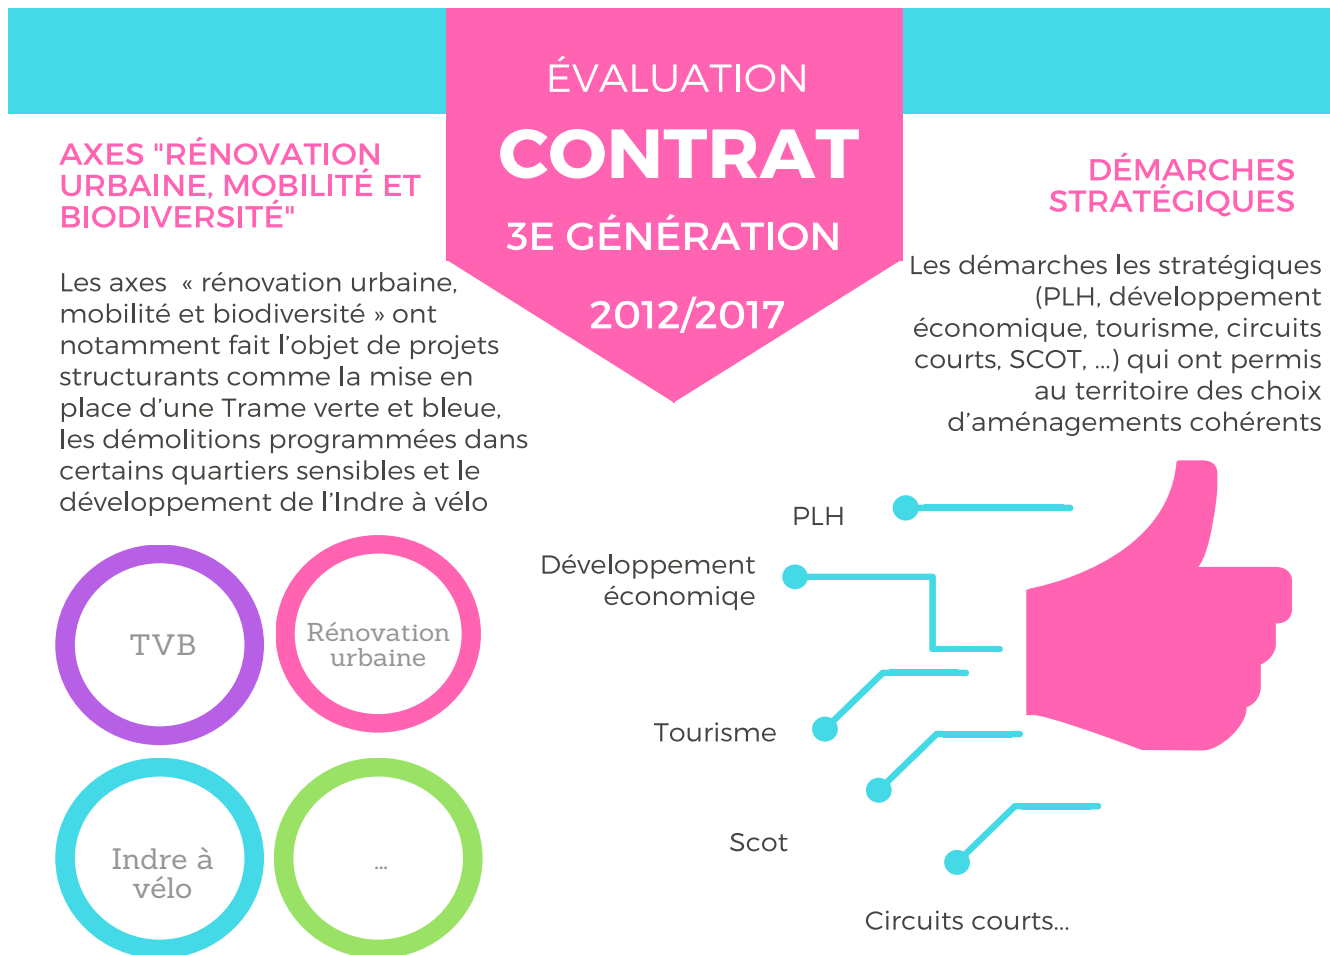 ÉVALUATION
CONTRAT
3E GÉNÉRATION
2012/2017
AXES "RÉNOVATION
URBAINE, MOBILITÉ ET
BIODIVERSITÉ"
Les axes « rénovation urbaine,
mobilité et biodiversité » ont
notamment fait l’objet de projets
structurants comme la mise en
place d’une Trame verte et bleue,
les démolitions programmées dans
certains quartiers sensibles et le
développement de l’Indre à vélo
TVB
Rénovation
urbaine
Indre à
vélo
...
DÉMARCHES
STRATÉGIQUES
Les démarches les stratégiques
(PLH, développement
économique, tourisme, circuits
courts, SCOT, ...) qui ont permis
au territoire des choix
d’aménagements cohérents
PLH
Développement
économiqe
Tourisme
Scot
Circuits courts...